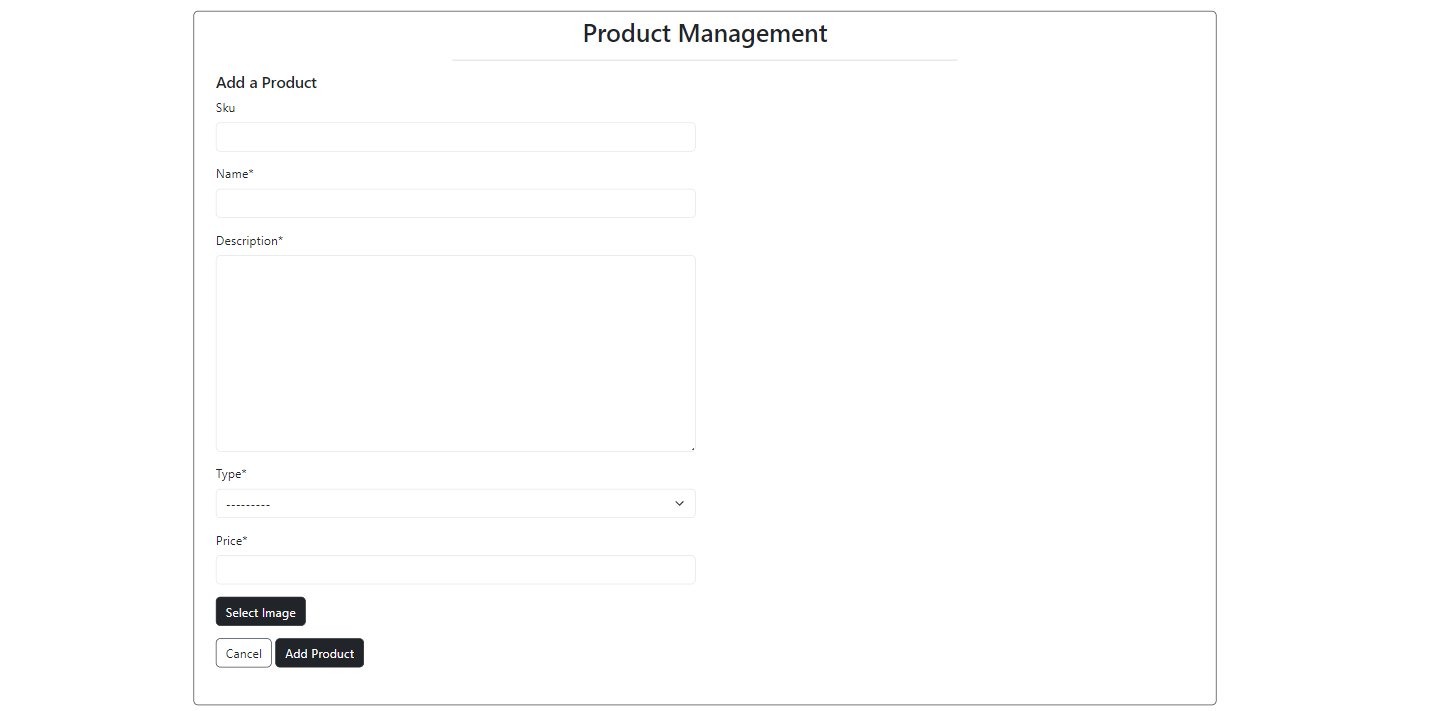 Product Management
Add a Product
Sku
Name*
Description*
Type*
---------
Price*
Select Image
Cancel Add Product